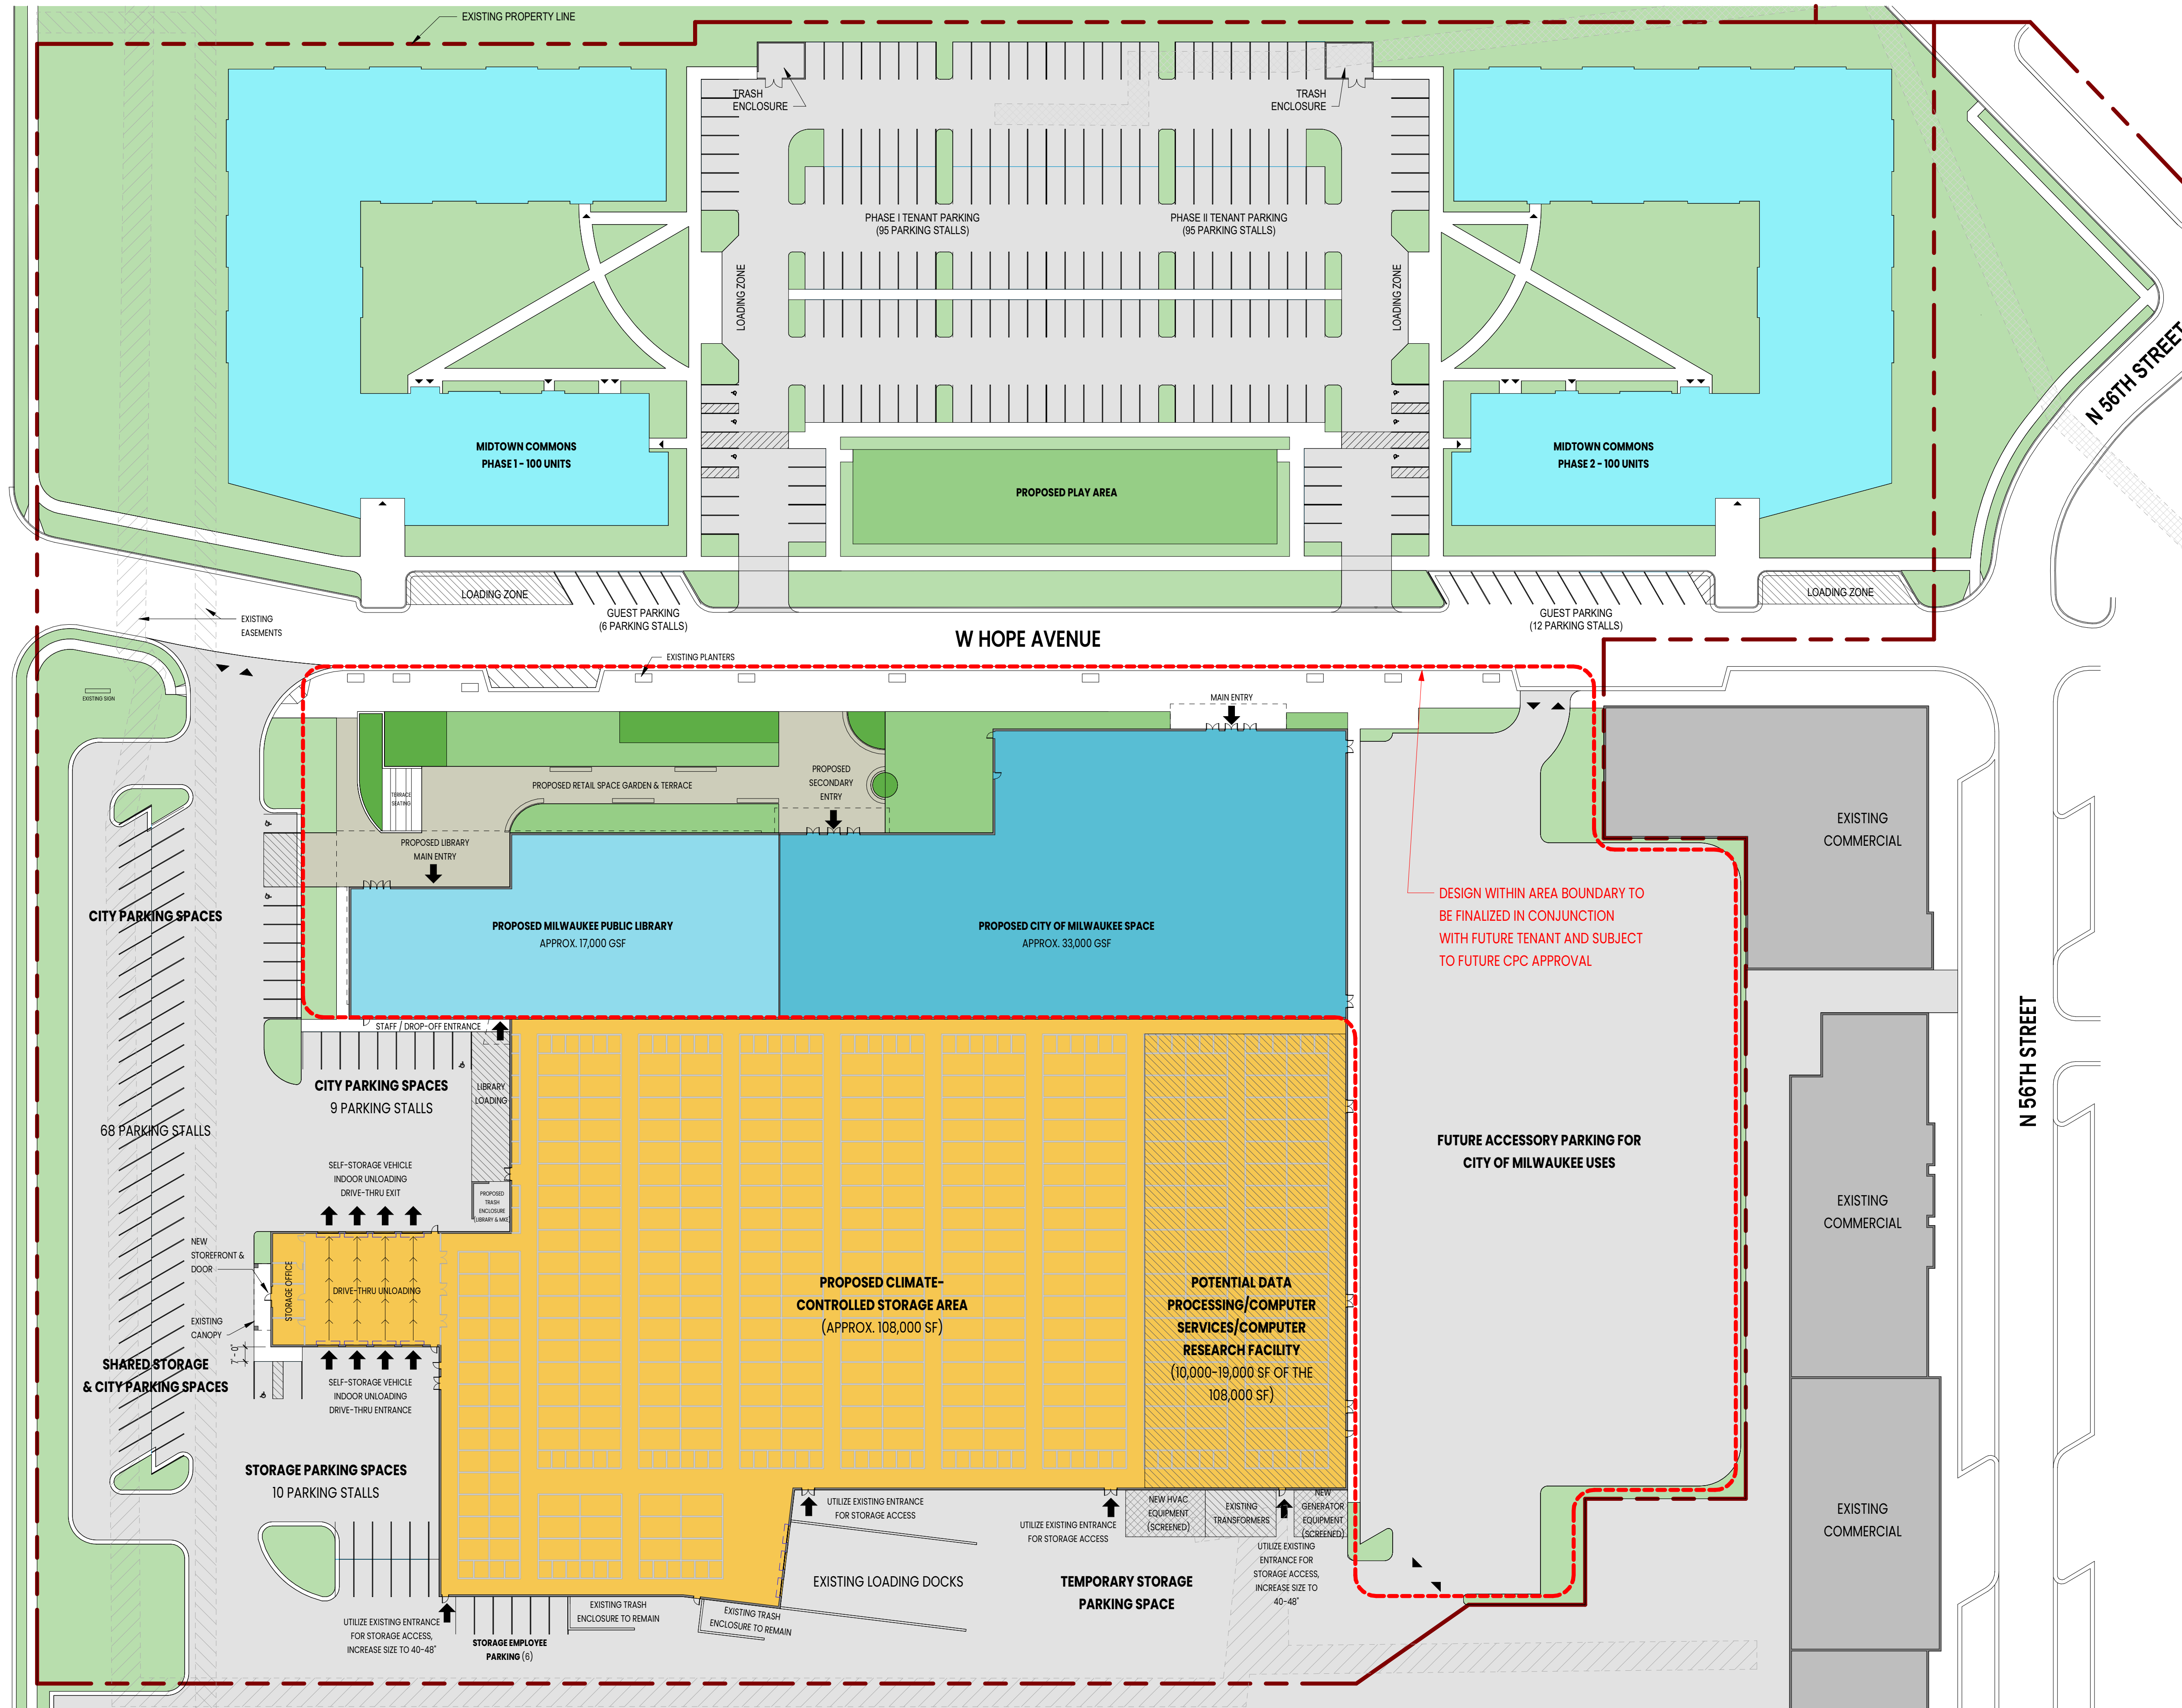 EXISTING PROPERTY LINE
TRASH
ENCLOSURE
TRASH
ENCLOSURE
PHASE I TENANT PARKING
(95 PARKING STALLS)
PHASE II TENANT PARKING
(95 PARKING STALLS)
LOADING ZONE
LOADING ZONE
N 56TH STREET
MIDTOWN COMMONS
PHASE 1 - 100 UNITS
MIDTOWN COMMONS
PHASE 2 - 100 UNITS
PROPOSED PLAY AREA
LOADING ZONE
GUEST PARKING
(6 PARKING STALLS)
GUEST PARKING
(12 PARKING STALLS)
LOADING ZONE
EXISTING
EASEMENTS
W HOPE AVENUE
EXISTING PLANTERS
EXISTING SIGN
MAIN ENTRY
PROPOSED
SECONDARY
ENTRY
PROPOSED RETAIL SPACE GARDEN & TERRACE
TERRACE
SEATING
EXISTING
COMMERCIAL
PROPOSED LIBRARY
MAIN ENTRY
DESIGN WITHIN AREA BOUNDARY TO
BE FINALIZED IN CONJUNCTION
WITH FUTURE TENANT AND SUBJECT
TO FUTURE CPC APPROVAL
CITY PARKING SPACES
PROPOSED MILWAUKEE PUBLIC LIBRARY
APPROX. 17,000 GSF
PROPOSED CITY OF MILWAUKEE SPACE
APPROX. 33,000 GSF
STAFF / DROP-OFF ENTRANCE
N 56TH STREET
CITY PARKING SPACES
9 PARKING STALLS
LIBRARY
LOADING
68 PARKING STALLS
FUTURE ACCESSORY PARKING FOR
CITY OF MILWAUKEE USES
SELF-STORAGE VEHICLE
INDOOR UNLOADING
DRIVE-THRU EXIT
PROPOSED
TRASH
ENCLOSURE
(LIBRARY & MKE)
EXISTING
COMMERCIAL
NEW
STOREFRONT &
DOOR
STORAGE OFFICE
DRIVE-THRU UNLOADING
PROPOSED CLIMATE-
CONTROLLED STORAGE AREA
(APPROX. 108,000 SF)
POTENTIAL DATA
PROCESSING/COMPUTER
SERVICES/COMPUTER
RESEARCH FACILITY
(10,000-19,000 SF OF THE
108,000 SF)
EXISTING
CANOPY
7'-0"
SHARED STORAGE
& CITY PARKING SPACES
SELF-STORAGE VEHICLE
INDOOR UNLOADING
DRIVE-THRU ENTRANCE
STORAGE PARKING SPACES
10 PARKING STALLS
UTILIZE EXISTING ENTRANCE
FOR STORAGE ACCESS
UTILIZE EXISTING ENTRANCE
FOR STORAGE ACCESS
NEW HVAC
EQUIPMENT
(SCREENED)
EXISTING
TRANSFORMERS
NEW
GENERATOR
EQUIPMENT
(SCREENED)
EXISTING
COMMERCIAL
UTILIZE EXISTING
ENTRANCE FOR
STORAGE ACCESS,
INCREASE SIZE TO
40-48"
EXISTING LOADING DOCKS
TEMPORARY STORAGE
PARKING SPACE
UTILIZE EXISTING ENTRANCE
FOR STORAGE ACCESS,
INCREASE SIZE TO 40-48"
STORAGE EMPLOYEE
PARKING (6)
EXISTING TRASH
ENCLOSURE TO REMAIN
EXISTING TRASH
ENCLOSURE TO REMAIN